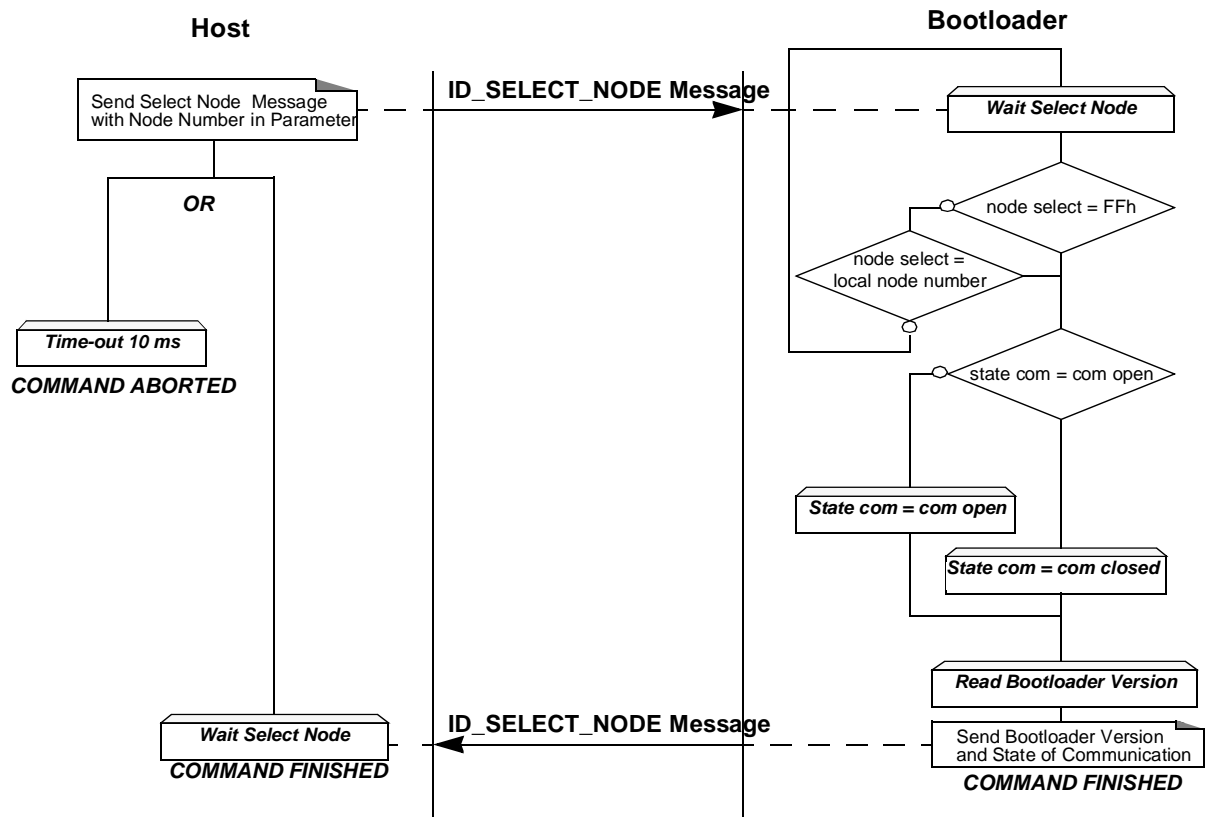 Host
Bootloader
Send Select Node Message
with Node Number in Parameter
ID_SELECT_NODE Message
Wait Select Node
OR
node select = FFh
node select =
local node number
Time-out 10 ms
COMMAND ABORTED
state com = com open
State com = com open
State com = com closed
Read Bootloader Version
Wait Select Node
COMMAND FINISHED
ID_SELECT_NODE Message
Send Bootloader Version
and State of Communication
COMMAND FINISHED